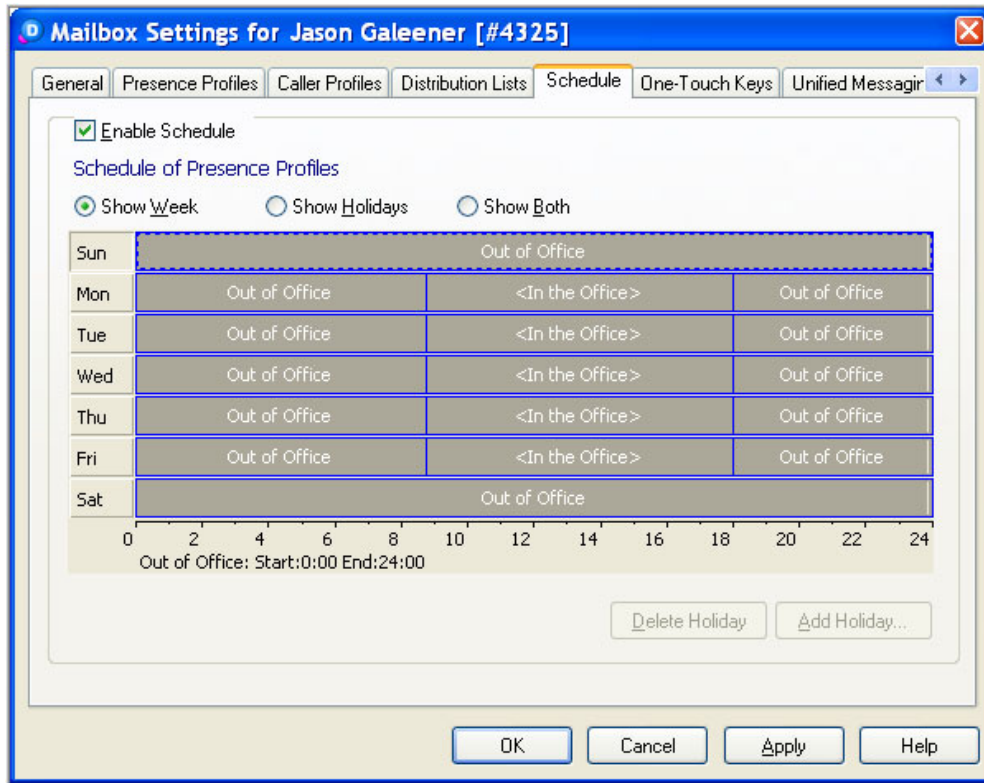 Mailbox Settings for Jason Galeener [#4325]
General Presence Profiles Caller Profiles Distribution Lists Schedule One-Touch Keys Unified Messagin
Enable Schedule
Schedule of Presence Profiles
Show Week Show Holidays Show Both
Sun Out of Office
Mon Out of Office <In the Office> Out of Office
Tue Out of Office <In the Office> Out of Office
Wed Out of Office <In the Office> Out of Office
Thu Out of Office <In the Office> Out of Office
Fri Out of Office <In the Office> Out of Office
Sat Out of Office
0 2 4 6 8 10 12 14 16 18 20 22 24
Out of Office: Start:0:00 End:24:00
Delete Holiday Add Holiday...
OK Cancel Apply Help